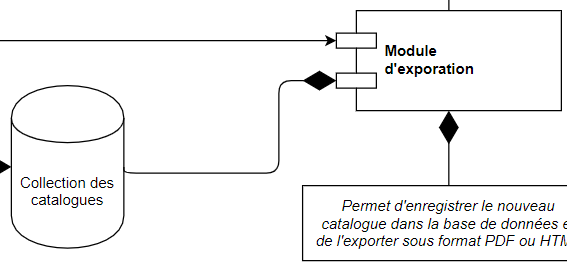 Module
d'exporation
Collection des
catalogues
Permet d'enregistrer le nouveau
catalogue dans la base de données e
de l'exporter sous format PDF ou HTM